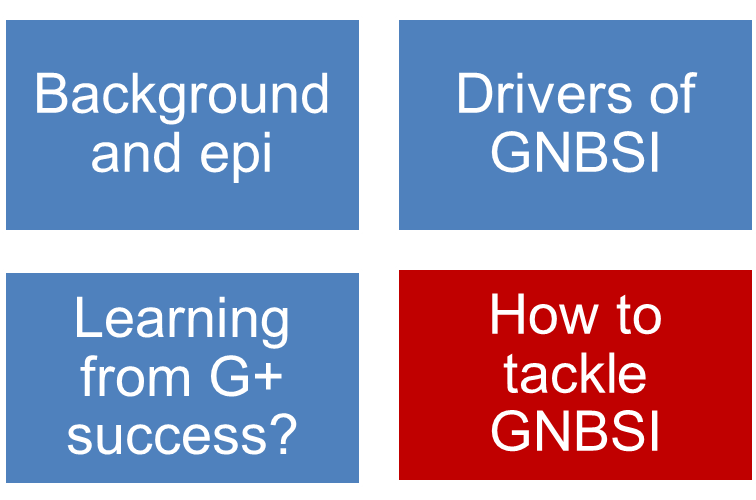 Background
and epi
Drivers of
GNBSI
Learning
from G+
success?
How to
tackle
GNBSI